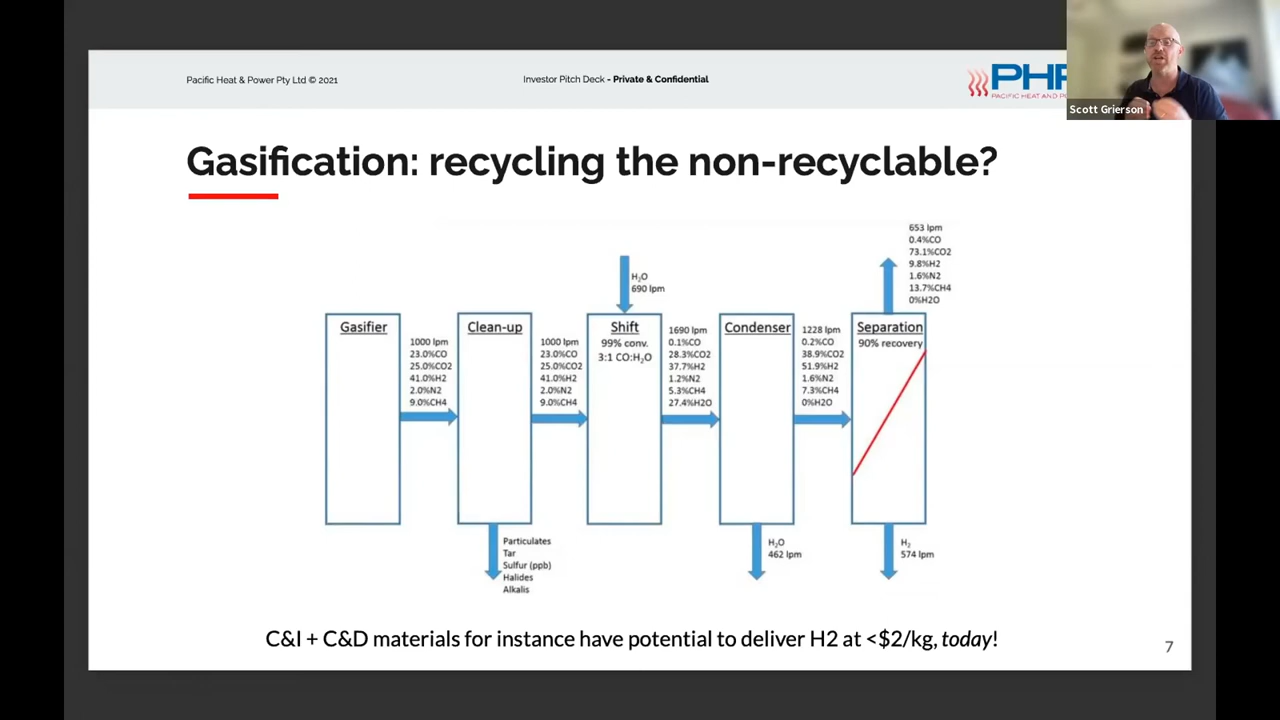 Pacific Heat & Power Pty Ltd © 2021
Investor Pitch Deck - Private & Confidential
PHP
PACIFIC HEAT AND
Scott Grierson
Gasification: recycling the non-recyclable?
653 lpm
0.4%CO
73.1%CO2
9.8%H2
1.6%N2
13.7%CH4
0%H2O
H₂O
690 lpm
Gasifier
1000 lpm
23.0%CO
25.0%CO2
41.0%H2
2.0%N2
9.0%CH4
Clean-up
1000 lpm
23.0%CO
25.0%CO2
41.0%H2
2.0%N2
9.0%CH4
Shift
99% conv.
3:1 CO:H₂O
1690 lpm
0.1%CO
28.3%CO2
37.7%H2
1.2%N2
5.3%CH4
27.4%H2O
Condenser
1228 lpm
0.2%CO
38.9%CO2
51.9%H2
1.6%N2
7.3%CH4
0%H2O
Separation
90% recovery
Particulates
Tar
Sulfur (ppb)
Halides
Alkalis
H₂O
462 lpm
H₂
574 lpm
C&I + C&D materials for instance have potential to deliver H2 at <$2/kg, today!
7